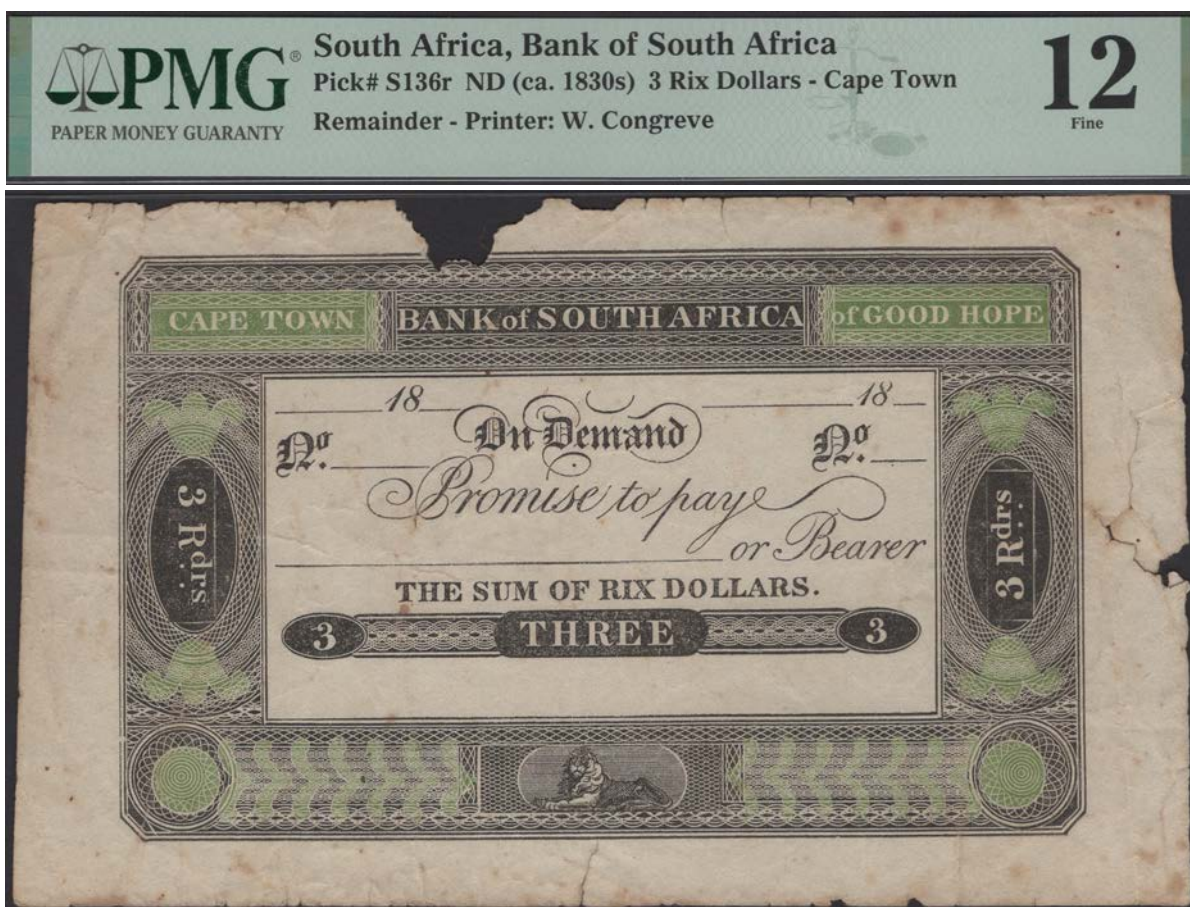 PMG®
PAPER MONEY GUARANTY
South Africa, Bank of South Africa
Pick# S136r ND (ca. 1830s) 3 Rix Dollars - Cape Town
Remainder - Printer: W. Congreve
12
Fine
CAPE TOWN BANK of SOUTH AFRICA of GOOD HOPE
18 18
No. On Demand No.
Promise to pay
or Bearer
THE SUM OF RIX DOLLARS.
3 THREE 3
3 Rdrs
3 Rdrs